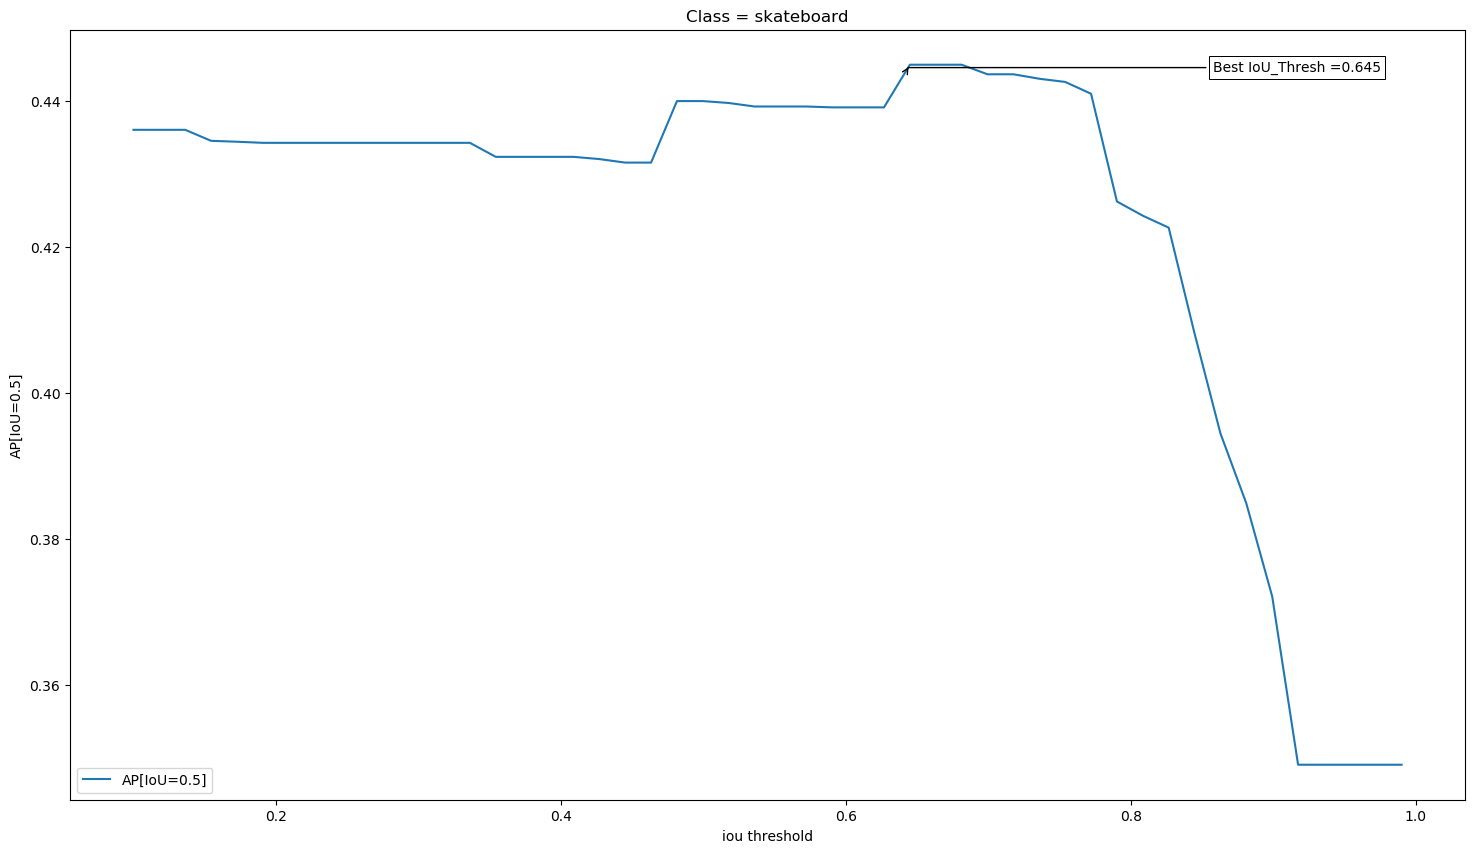 Class = skateboard
Best IoU_Thresh =0.645
0.44
0.42
0.40
0.38
0.36
AP[IoU=0.5]
AP[IoU=0.5]
0.2
0.4
0.6
0.8
1.0
iou threshold